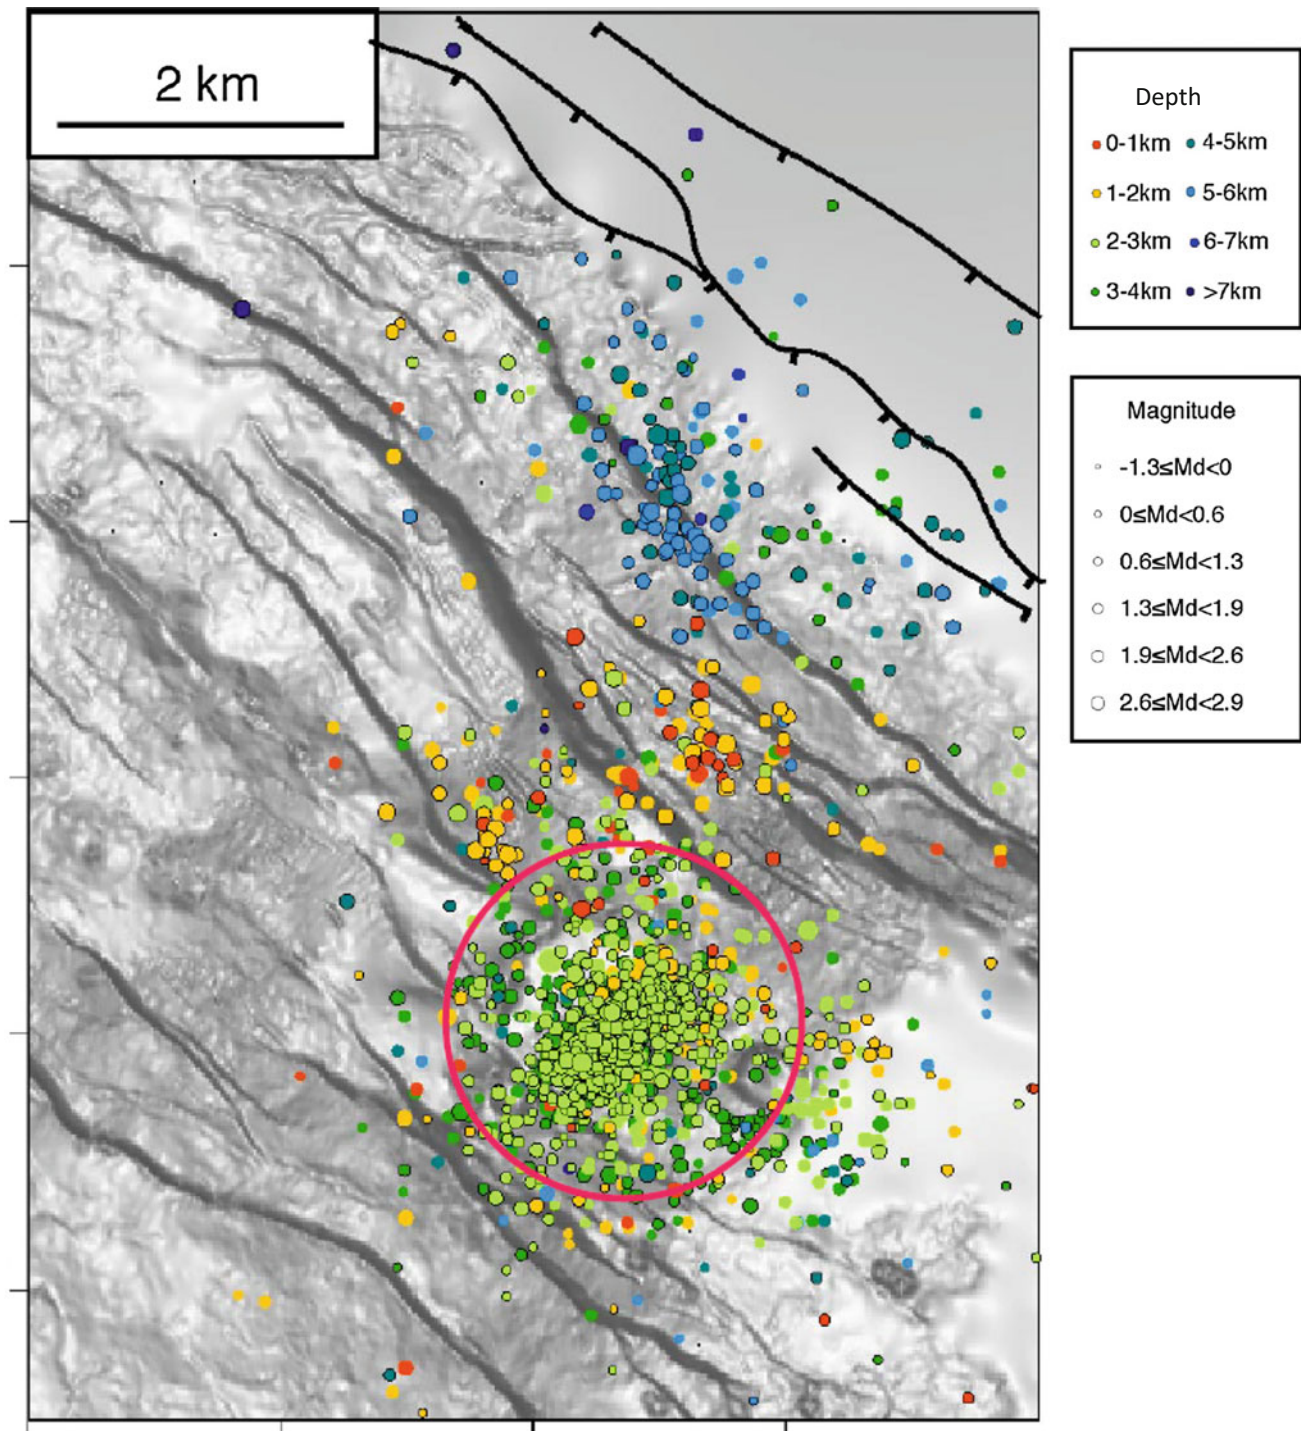 2 km
Depth
0-1km 4-5km
1-2km 5-6km
2-3km 6-7km
3-4km >7km
Magnitude
-1.3≤Md<0
0≤Md<0.6
0.6≤Md<1.3
1.3≤Md<1.9
1.9≤Md<2.6
2.6≤Md<2.9